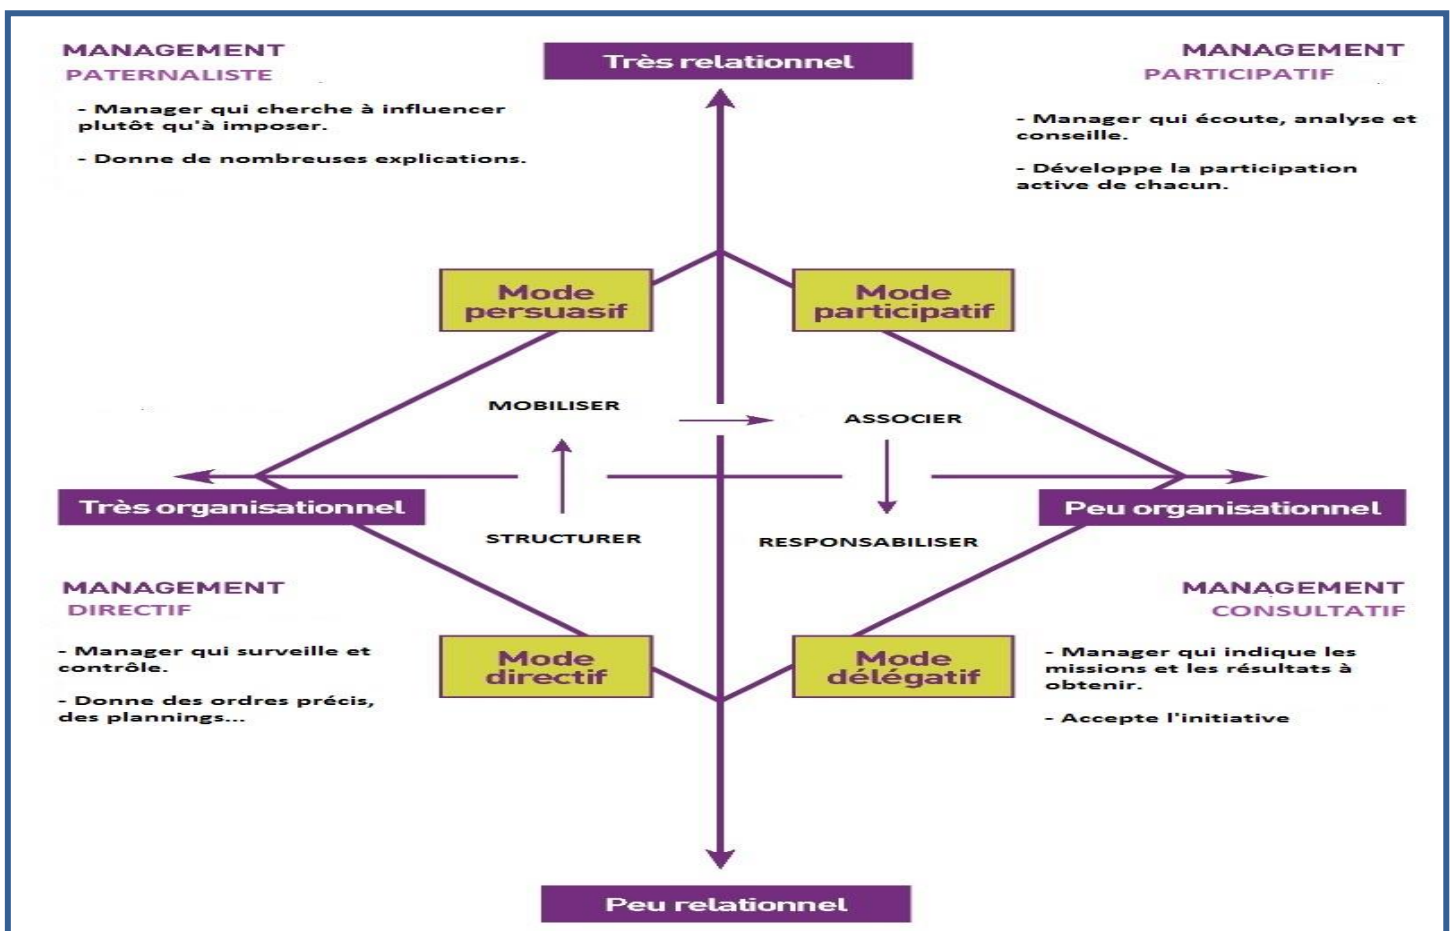 MANAGEMENT
PATERNALISTE
- Manager qui cherche à influencer
plutôt qu'à imposer.
- Donne de nombreuses explications.
Très relationnel
MANAGEMENT
PARTICIPATIF
- Manager qui écoute, analyse et
conseille.
- Développe la participation
active de chacun.
Mode
persuasif
Mode
participatif
MOBILISER
ASSOCIER
Très organisationnel
Peu organisationnel
STRUCTURER
RESPONSABILISER
MANAGEMENT
DIRECTIF
- Manager qui surveille et
contrôle.
- Donne des ordres précis,
des plannings...
Mode
directif
Mode
délégatif
MANAGEMENT
CONSULTATIF
- Manager qui indique les
missions et les résultats à
obtenir.
- Accepte l'initiative
Peu relationnel